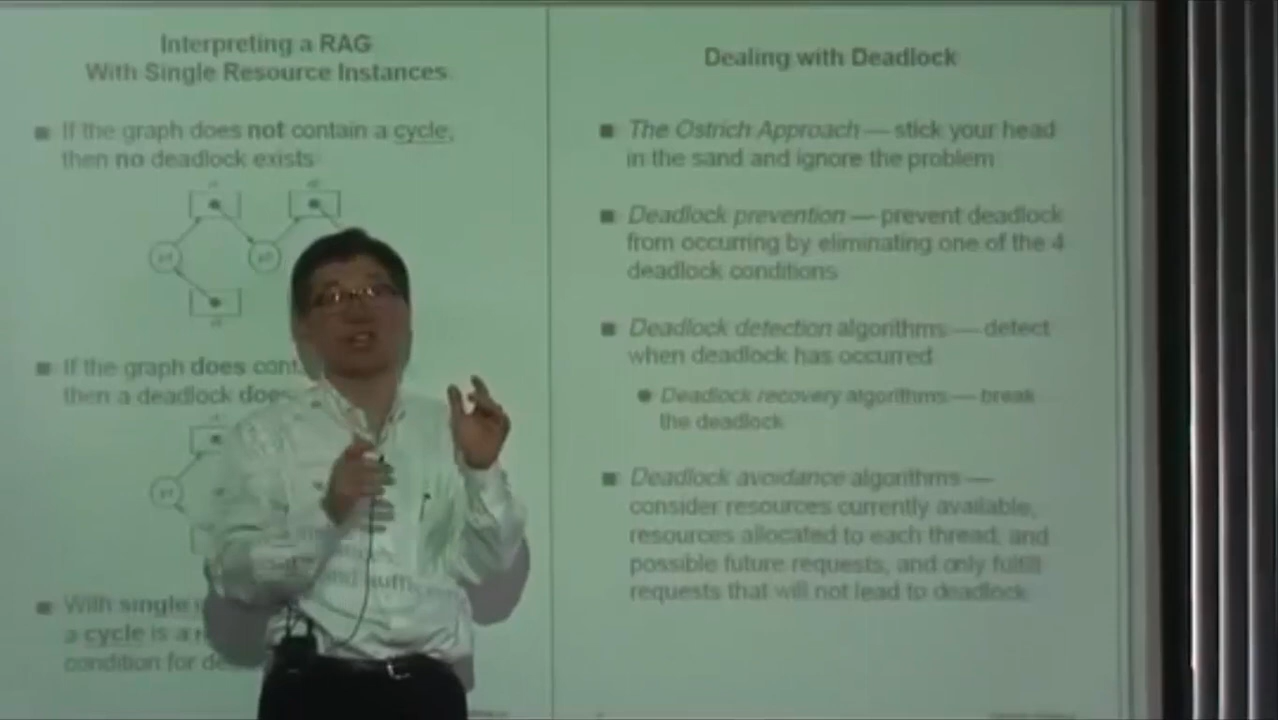 Interpreting a RAG
With Single Resource Instances
If the graph does not contain a cycle,
then no deadlock exists
If the graph does cont
then a deadlock does
With single
a cycle is a
condition for de
Dealing with Deadlock
The Ostrich Approach — stick your head
in the sand and ignore the problem
Deadlock prevention — prevent deadlock
from occurring by eliminating one of the 4
deadlock conditions
Deadlock detection algorithms — detect
when deadlock has occurred
Deadlock recovery algorithms — break
the deadlock
Deadlock avoidance algorithms —
consider resources currently available,
resources allocated to each thread, and
possible future requests, and only fulfill
requests that will not lead to deadlock